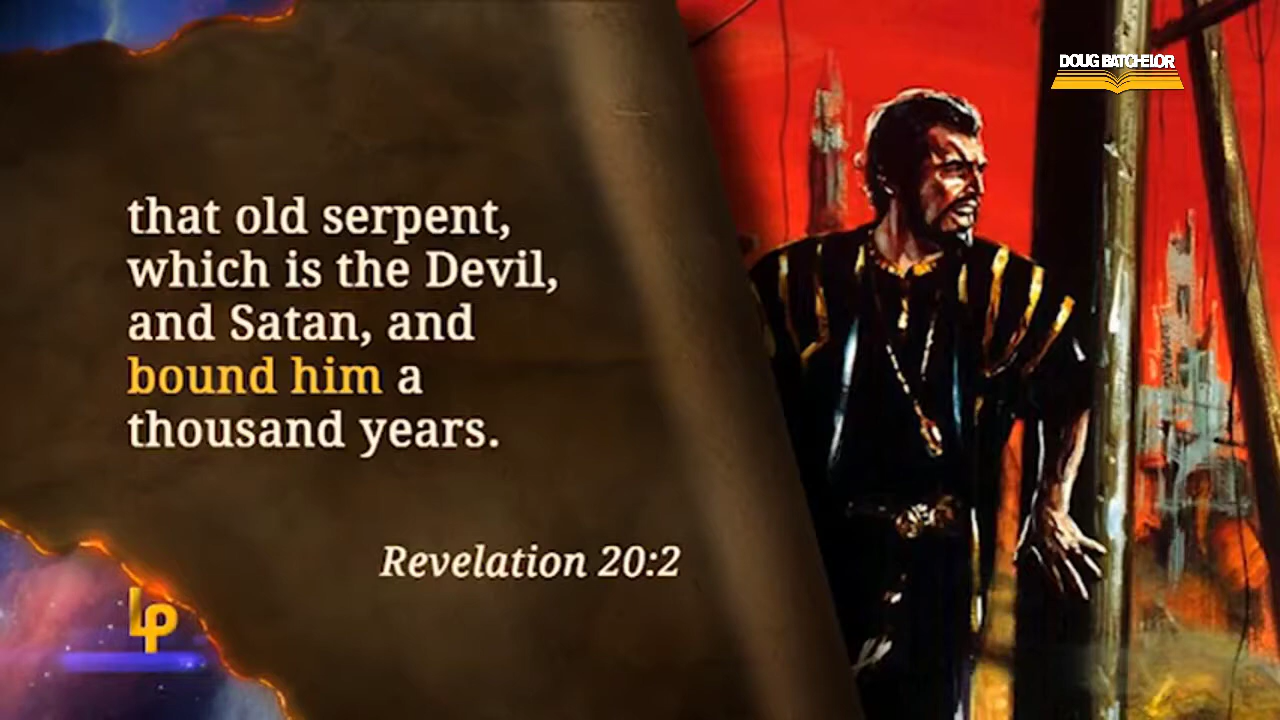 DOUG BATCHELOR
that old serpent,
which is the Devil,
and Satan, and
bound him a
thousand years.
Revelation 20:2
LP